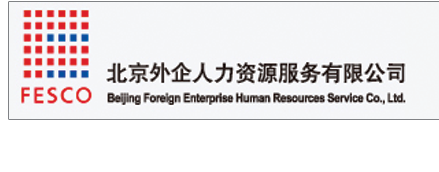 FESCO
北京外企人力资源服务有限公司
Beijing Foreign Enterprise Human Resources Service Co., Ltd.